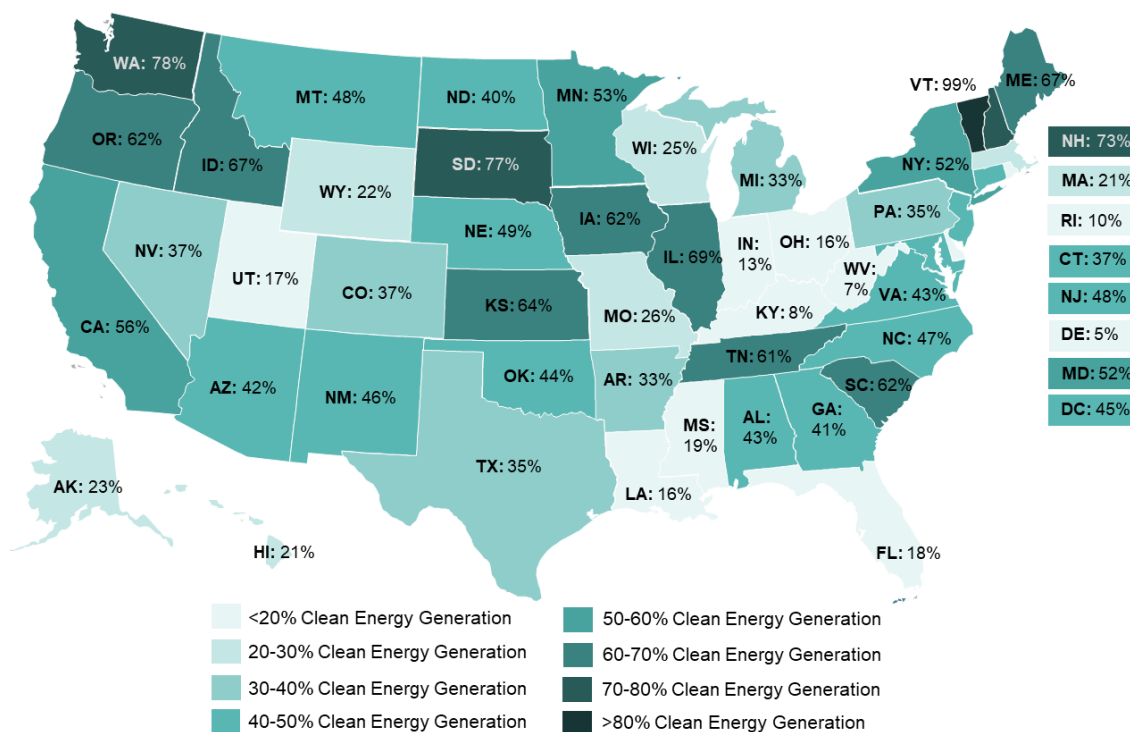 WA: 78%
VT: 99%
ME: 67%
MT: 48%
ND: 40%
MN: 53%
OR: 62%
ID: 67%
SD: 77%
WI: 25%
NY: 52%
NH: 73%
WY: 22%
MI: 33%
MA: 21%
PA: 35%
RI: 10%
NV: 37%
NE: 49%
IA: 62%
IL: 69%
IN:
13%
OH: 16%
CT: 37%
UT: 17%
CO: 37%
WV:
7%
NJ: 48%
VA: 43%
KS: 64%
MO: 26%
KY: 8%
CA: 56%
DE: 5%
NC: 47%
TN: 61%
MD: 52%
AZ: 42%
NM: 46%
OK: 44%
AR: 33%
SC: 62%
DC: 45%
MS:
19%
AL:
43%
GA:
41%
TX: 35%
AK: 23%
LA: 16%
HI: 21%
FL: 18%
<20% Clean Energy Generation
20-30% Clean Energy Generation
30-40% Clean Energy Generation
40-50% Clean Energy Generation
50-60% Clean Energy Generation
60-70% Clean Energy Generation
70-80% Clean Energy Generation
>80% Clean Energy Generation